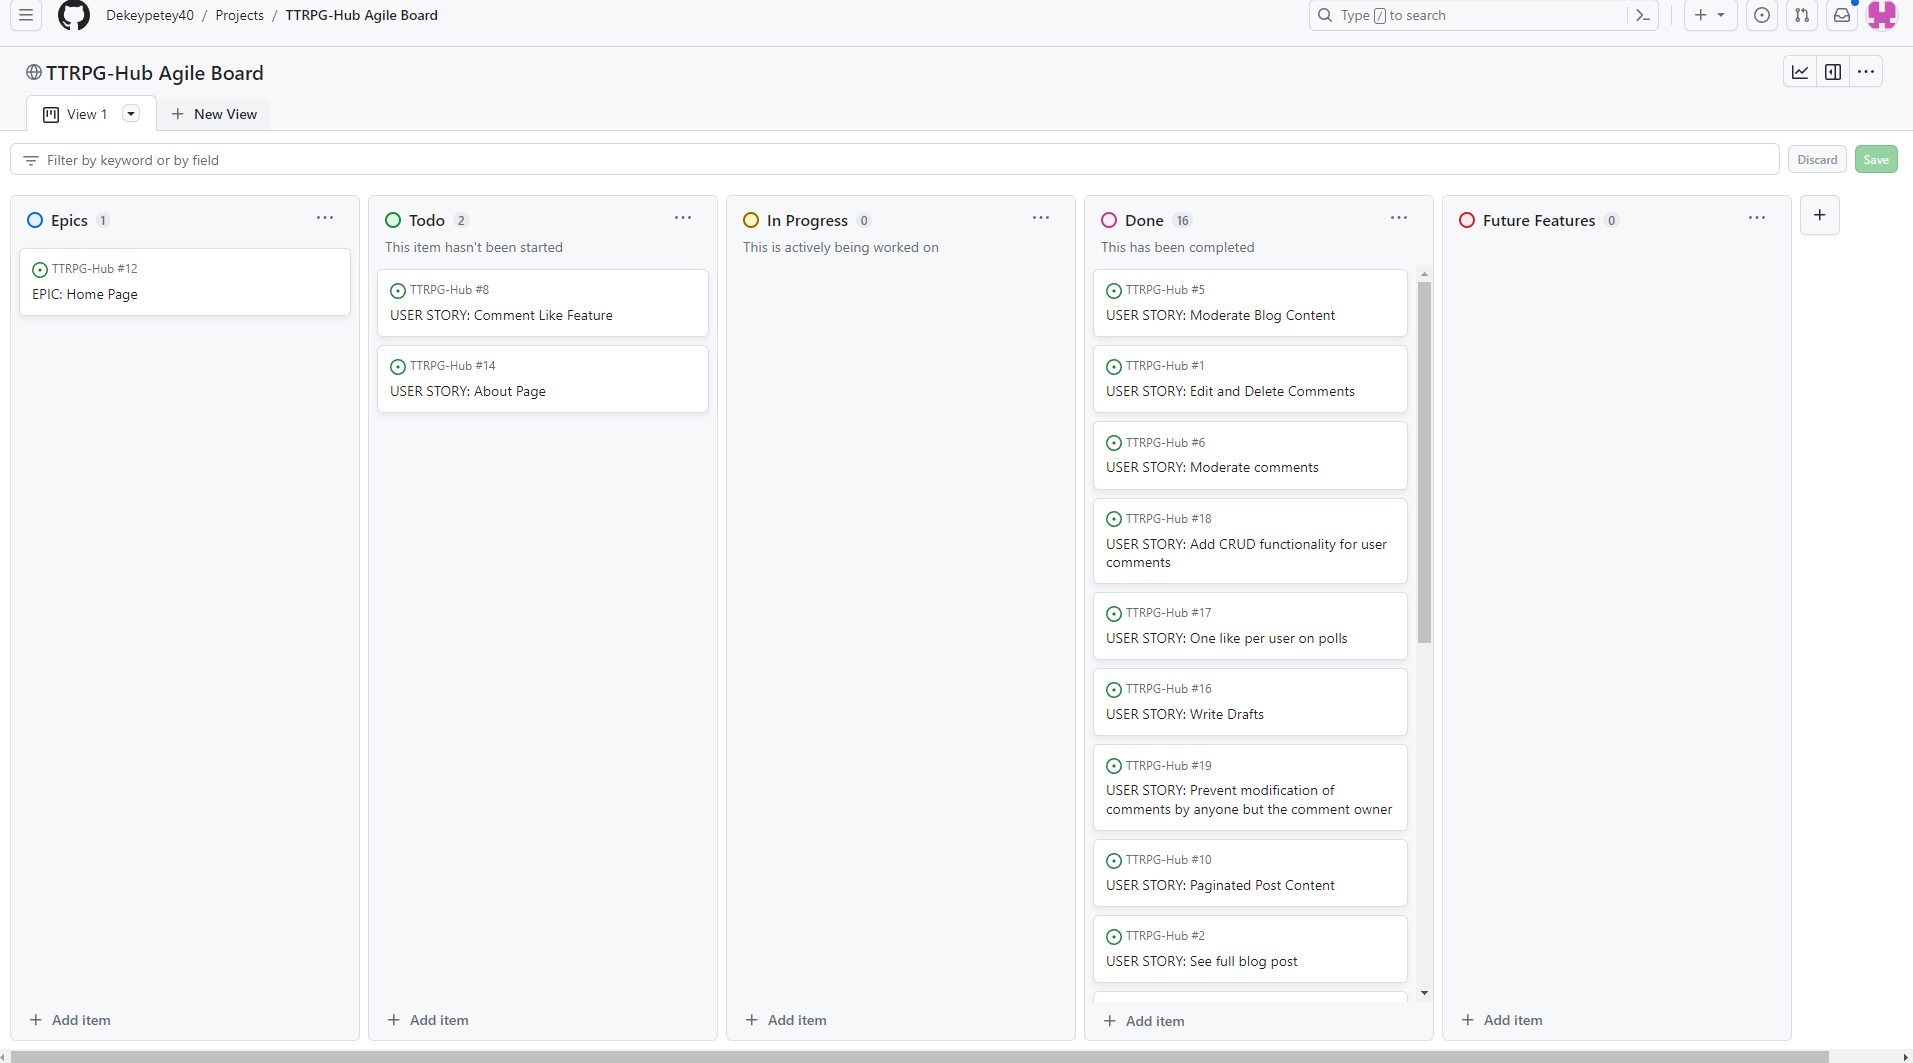 Dekeypetey40 / Projects / TTRPG-Hub Agile Board
Type / to search
TTRPG-Hub Agile Board
View 1
New View
Filter by keyword or by field
Discard
Save
Epics 1
TTRPG-Hub #12
EPIC: Home Page
Add item
Todo 2
This item hasn't been started
TTRPG-Hub #8
USER STORY: Comment Like Feature
TTRPG-Hub #14
USER STORY: About Page
Add item
In Progress 0
This is actively being worked on
Add item
Done 16
This has been completed
TTRPG-Hub #5
USER STORY: Moderate Blog Content
TTRPG-Hub #1
USER STORY: Edit and Delete Comments
TTRPG-Hub #6
USER STORY: Moderate comments
TTRPG-Hub #18
USER STORY: Add CRUD functionality for user
comments
TTRPG-Hub #17
USER STORY: One like per user on polls
TTRPG-Hub #16
USER STORY: Write Drafts
TTRPG-Hub #19
USER STORY: Prevent modification of
comments by anyone but the comment owner
TTRPG-Hub #10
USER STORY: Paginated Post Content
TTRPG-Hub #2
USER STORY: See full blog post
Add item
Future Features 0
Add item